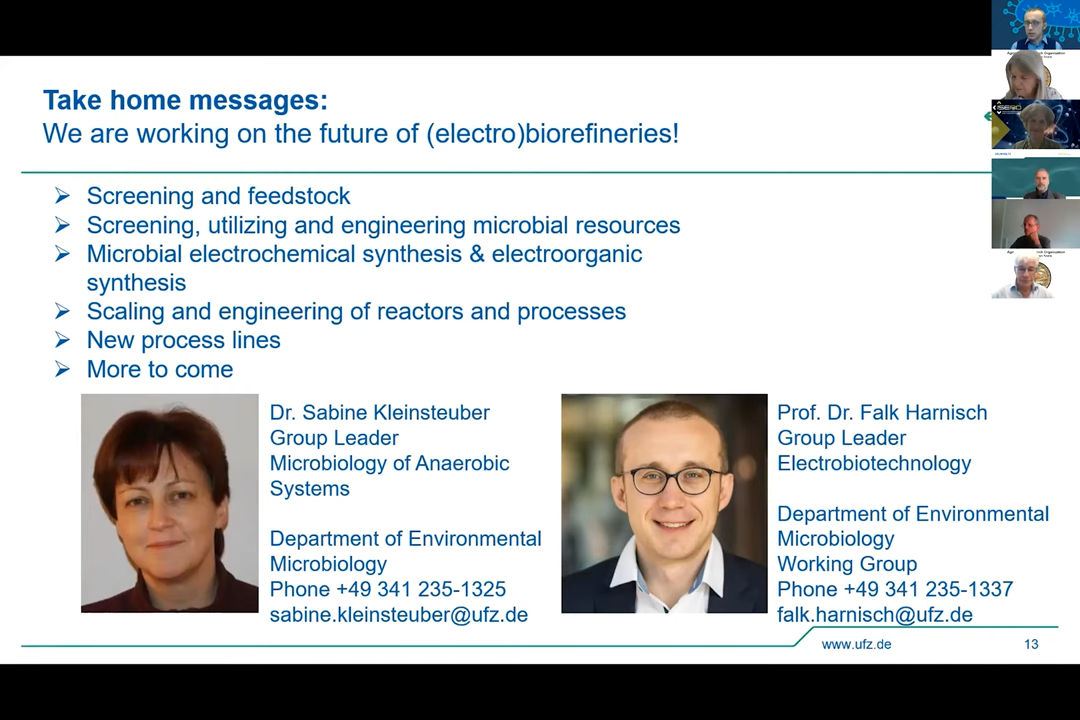 Take home messages:
We are working on the future of (electro)biorefineries!
Screening and feedstock
Screening, utilizing and engineering microbial resources
Microbial electrochemical synthesis & electroorganic
synthesis
Scaling and engineering of reactors and processes
New process lines
More to come
Dr. Sabine Kleinsteuber
Group Leader
Microbiology of Anaerobic
Systems
Department of Environmental
Microbiology
Phone +49 341 235-1325
sabine.kleinsteuber@ufz.de
Prof. Dr. Falk Harnisch
Group Leader
Electrobiotechnology
Department of Environmental
Microbiology
Working Group
Phone +49 341 235-1337
falk.harnisch@ufz.de
www.ufz.de
13